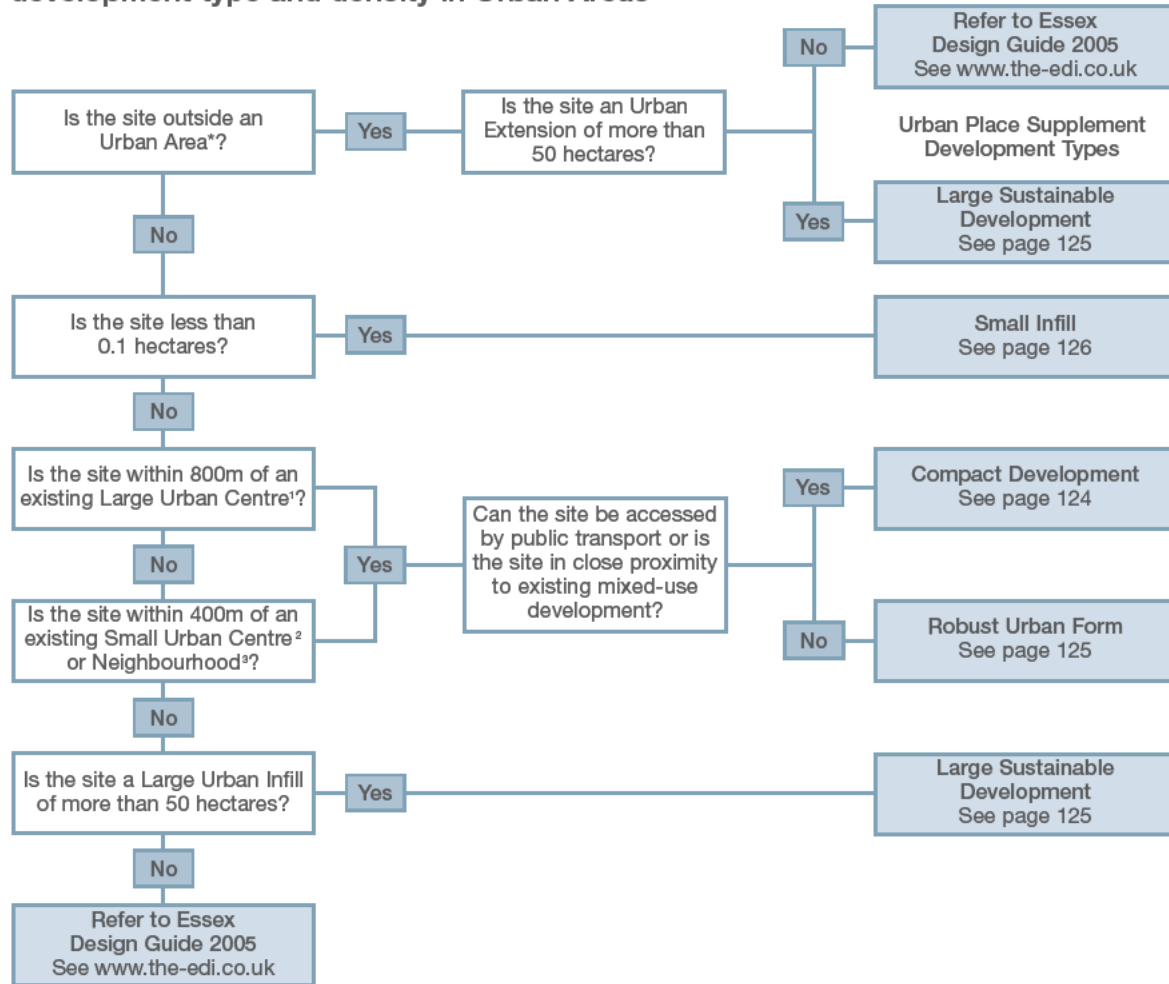 development type and density in Urban Areas
No
Refer to Essex
Design Guide 2005
See www.the-edi.co.uk
Is the site outside an
Urban Area*?
Yes
Is the site an Urban
Extension of more than
50 hectares?
Urban Place Supplement
Development Types
No
Yes
Large Sustainable
Development
See page 125
Is the site less than
0.1 hectares?
Yes
Small Infill
See page 126
No
Is the site within 800m of an
existing Large Urban Centre¹?
No
Is the site within 400m of an
existing Small Urban Centre²
or Neighbourhood³?
Yes
Can the site be accessed
by public transport or is
the site in close proximity
to existing mixed-use
development?
Yes
Compact Development
See page 124
No
Robust Urban Form
See page 125
No
Is the site a Large Urban Infill
of more than 50 hectares?
Yes
Large Sustainable
Development
See page 125
No
Refer to Essex
Design Guide 2005
See www.the-edi.co.uk